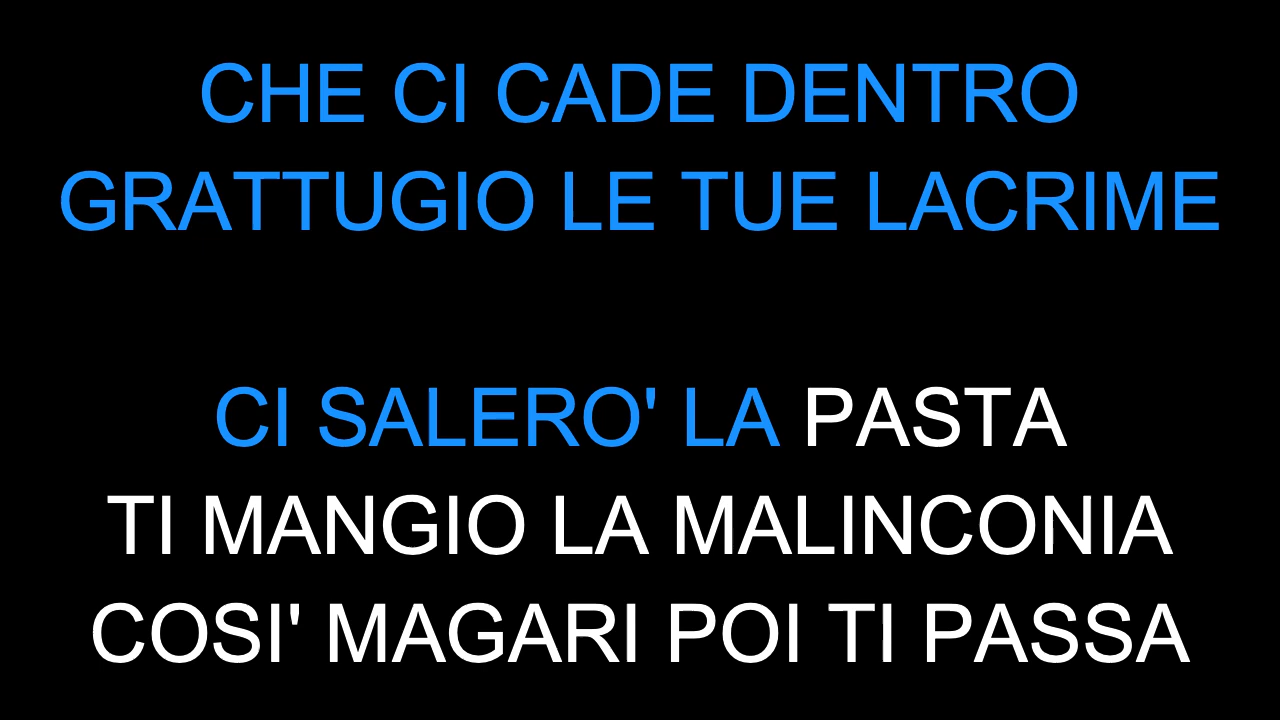 CHE CI CADE DENTRO
GRATTUGIO LE TUE LACRIME
CI SALERO' LA PASTA
TI MANGIO LA MALINCONIA
COSI' MAGARI POI TI PASSA